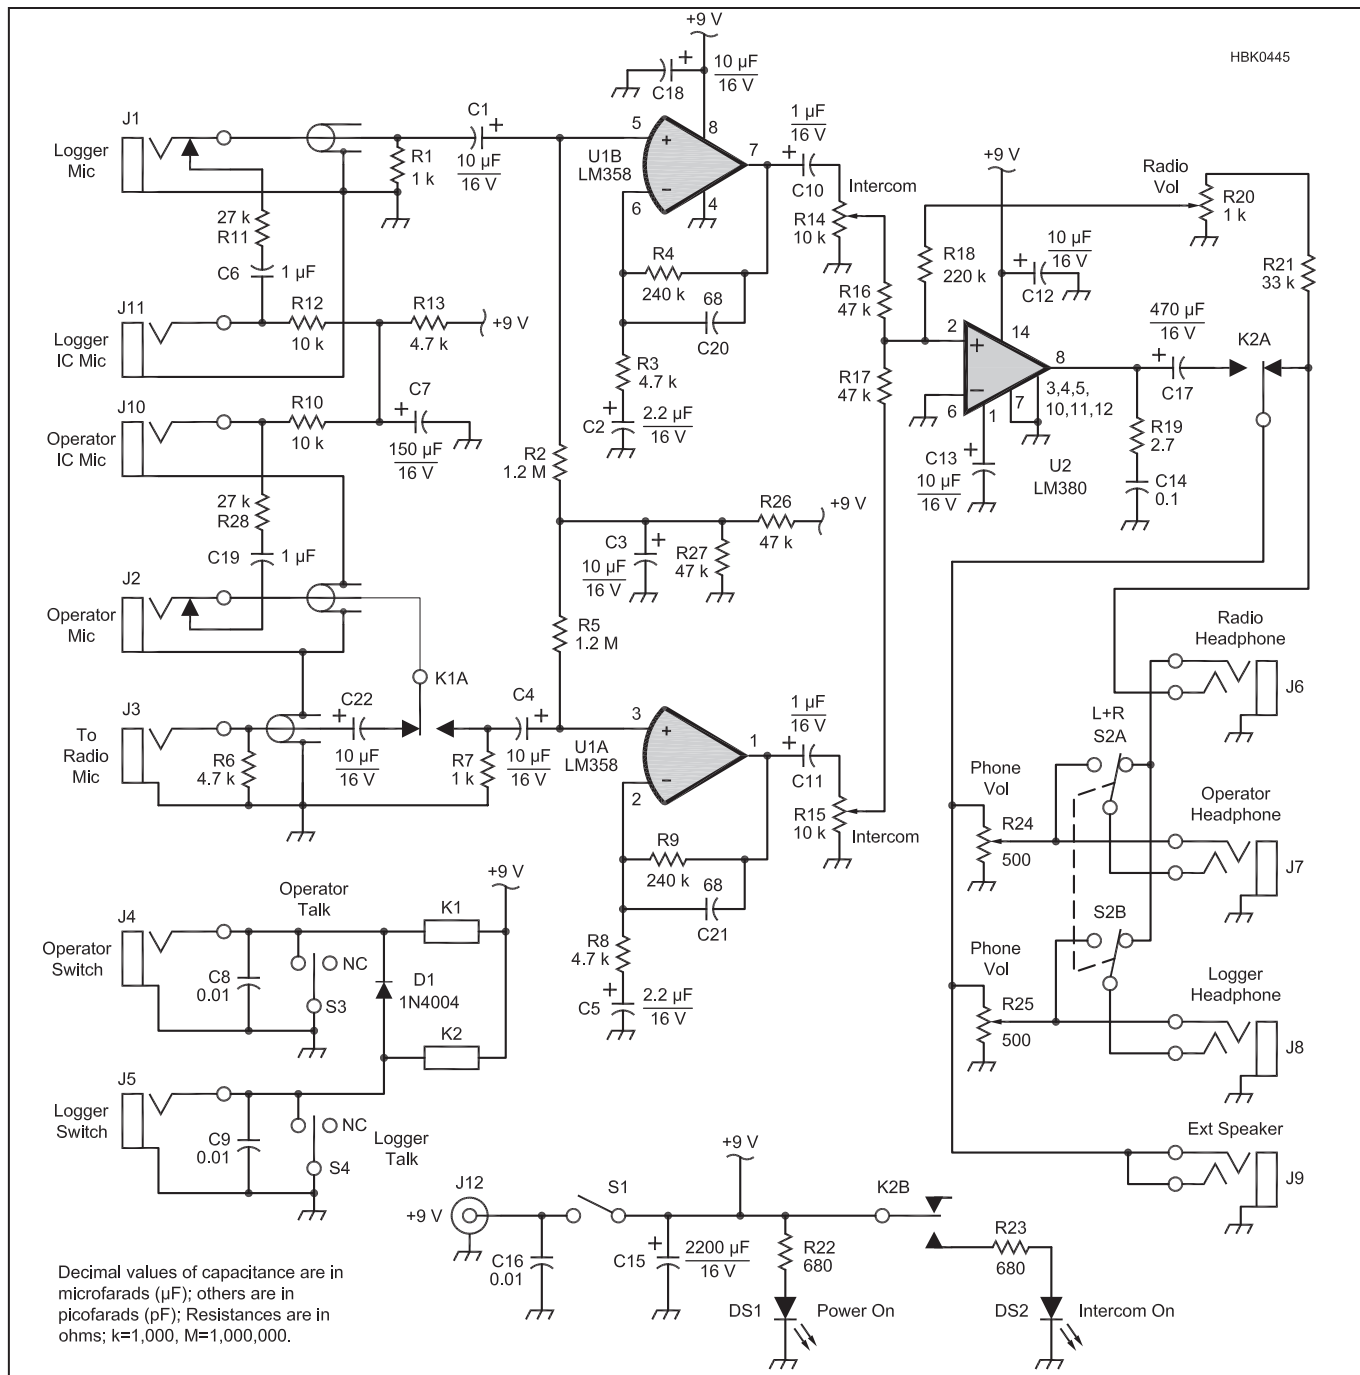 HBK0445
+9 V
10 µF
16 V
C18
J1
Logger
Mic
C1
10 µF
16 V
R1
1 k
5
U1B
LM358
8
7
4
6
1 µF
16 V
C10
Intercom
R14
10 k
27 k
R11
C6
1 µF
R4
240 k
68
C20
R3
4.7 k
C2
2.2 µF
16 V
J11
Logger
IC Mic
R12
10 k
R13
4.7 k
+9 V
C7
150 µF
16 V
J10
Operator
IC Mic
R10
10 k
27 k
R28
C19
1 µF
R2
1.2 M
R16
47 k
R17
47 k
+9 V
Radio
Vol
R20
1 k
R18
220 k
10 µF
16 V
C12
R21
33 k
2
14
8
6
1
7
3,4,5,
10,11,12
U2
LM380
C13
10 µF
16 V
470 µF
16 V
C17
K2A
R19
2.7
C14
0.1
C3
10 µF
16 V
R27
47 k
R26
47 k
+9 V
J2
Operator
Mic
R5
1.2 M
K1A
J3
To
Radio
Mic
R6
4.7 k
C22
10 µF
16 V
R7
1 k
C4
10 µF
16 V
3
U1A
LM358
1
2
1 µF
16 V
C11
R15
10 k
Intercom
R9
240 k
68
C21
R8
4.7 k
C5
2.2 µF
16 V
Radio
Headphone
J6
L+R
S2A
Phone
Vol
R24
500
Operator
Headphone
J7
S2B
Phone
Vol
R25
500
Logger
Headphone
J8
Ext Speaker
J9
Operator
Talk
+9 V
J4
Operator
Switch
C8
0.01
NC
S3
K1
D1
1N4004
K2
J5
Logger
Switch
C9
0.01
NC
S4
Logger
Talk
J12
+9 V
C16
0.01
S1
C15
2200 µF
16 V
+9 V
R22
680
DS1
Power On
K2B
R23
680
DS2
Intercom On
Decimal values of capacitance are in
microfarads (µF); others are in
picofarads (pF); Resistances are in
ohms; k=1,000, M=1,000,000.